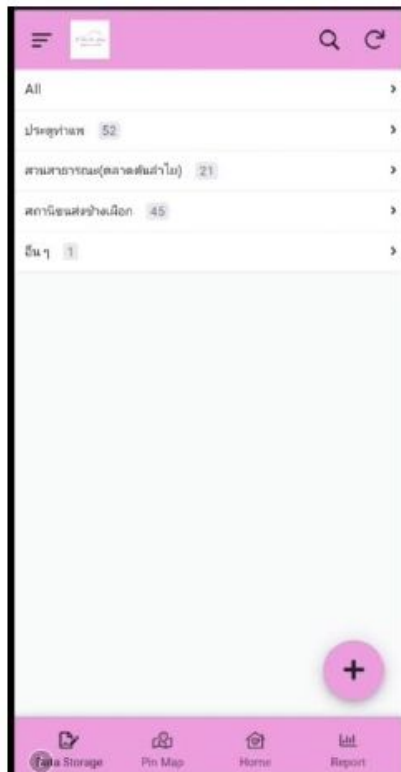 All
ประตูท่าแพ 52
สวนสาธารณะ(ตลาดต้นลำไย) 21
สถานีขนส่งช้างเผือก 45
อื่น ๆ 1
Data Storage
Pin Map
Home
Report